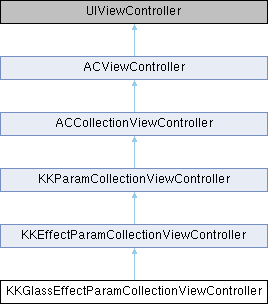 UIViewController
ACViewController
ACCollectionViewController
KKParamCollectionViewController
KKEffectParamCollectionViewController
KKGlassEffectParamCollectionViewController